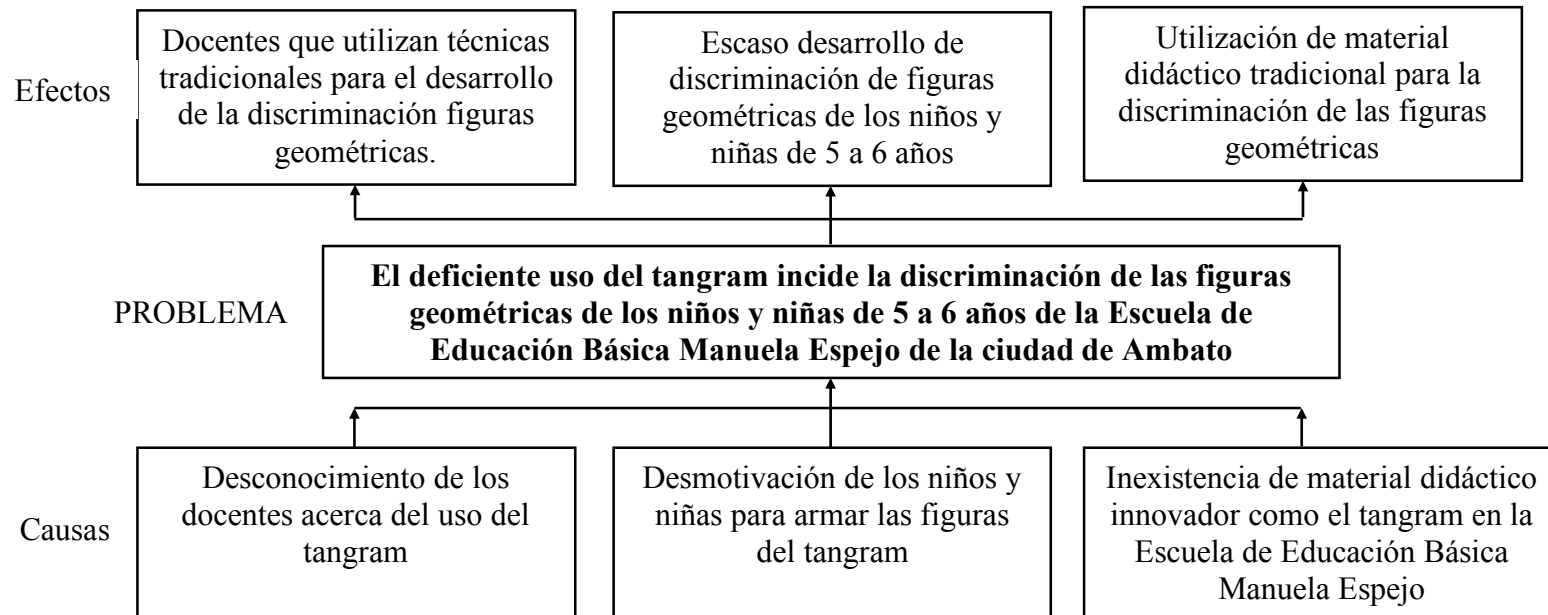 Efectos
Docentes que utilizan técnicas
tradicionales para el desarrollo
de la discriminación figuras
geométricas.
Escaso desarrollo de
discriminación de figuras
geométricas de los niños y
niñas de 5 a 6 años
Utilización de material
didáctico tradicional para la
discriminación de las figuras
geométricas
PROBLEMA
El deficiente uso del tangram incide la discriminación de las figuras
geométricas de los niños y niñas de 5 a 6 años de la Escuela de
Educación Básica Manuela Espejo de la ciudad de Ambato
Causas
Desconocimiento de los
docentes acerca del uso del
tangram
Desmotivación de los niños y
niñas para armar las figuras
del tangram
Inexistencia de material didáctico
innovador como el tangram en la
Escuela de Educación Básica
Manuela Espejo